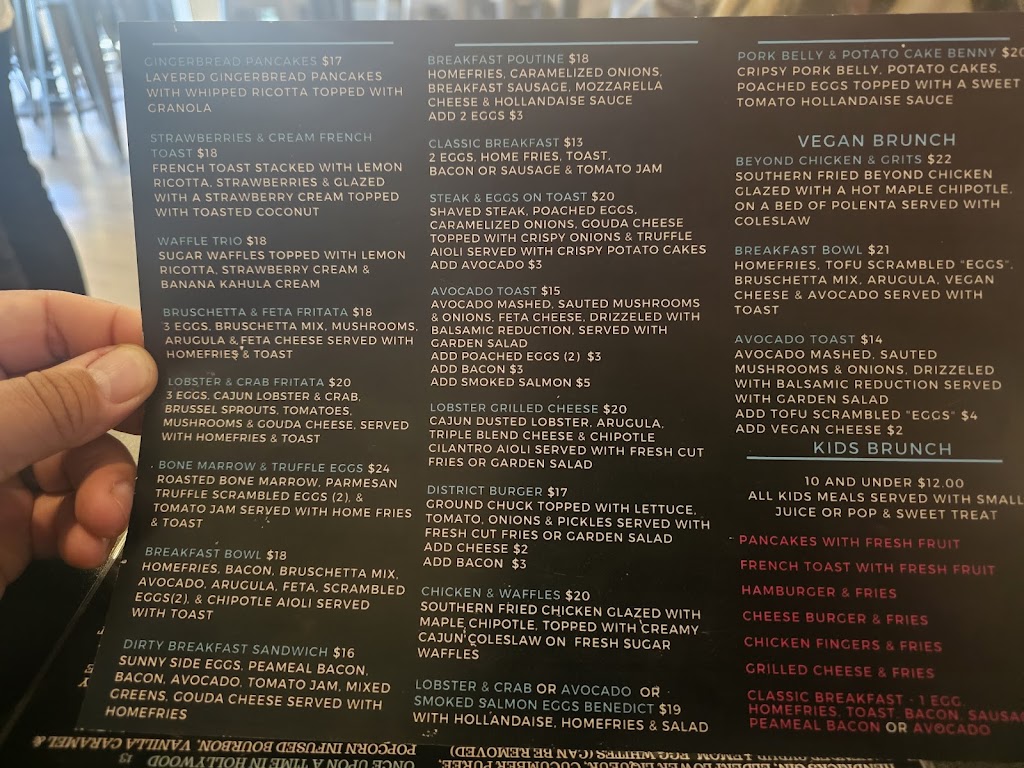 GINGERBREAD PANCAKES $17
LAYERED GINGERBREAD PANCAKES
WITH WHIPPED RICOTTA TOPPED WITH
GRANOLA
STRAWBERRIES & CREAM FRENCH
TOAST $18
FRENCH TOAST STACKED WITH LEMON
RICOTTA, STRAWBERRIES & GLAZED
WITH A STRAWBERRY CREAM TOPPED
WITH TOASTED COCONUT
WAFFLE TRIO $18
SUGAR WAFFLES TOPPED WITH LEMON
RICOTTA, STRAWBERRY CREAM &
BANANA KAHULA CREAM
BRUSCHETTA & FETA FRITATA $18
3 EGGS, BRUSCHETTA MIX, MUSHROOMS,
ARUGULA & FETA CHEESE SERVED WITH
HOMEFRIES & TOAST
LOBSTER & CRAB FRITATA $20
3 EGGS, CAJUN LOBSTER & CRAB,
BRUSSEL SPROUTS, TOMATOES,
MUSHROOMS & GOUDA CHEESE, SERVED
WITH HOMEFRIES & TOAST
BONE MARROW & TRUFFLE EGGS $24
ROASTED BONE MARROW, PARMESAN
TRUFFLE SCRAMBLED EGGS (2), &
TOMATO JAM SERVED WITH HOME FRIES
& TOAST
BREAKFAST BOWL $18
HOMEFRIES, BACON, BRUSCHETTA MIX,
AVOCADO, ARUGULA, FETA, SCRAMBLED
EGGS(2), & CHIPOTLE AIOLI SERVED
WITH TOAST
DIRTY BREAKFAST SANDWICH $16
SUNNY SIDE EGGS, PEAMEAL BACON,
BACON, AVOCADO, TOMATO JAM, MIXED
GREENS, GOUDA CHEESE SERVED WITH
HOMEFRIES
BREAKFAST POUTINE $18
HOMEFRIES, CARAMELIZED ONIONS,
BREAKFAST SAUSAGE, MOZZARELLA
CHEESE & HOLLANDAISE SAUCE
ADD 2 EGGS $3
CLASSIC BREAKFAST $13
2 EGGS, HOME FRIES, TOAST,
BACON OR SAUSAGE & TOMATO JAM
STEAK & EGGS ON TOAST $20
SHAVED STEAK, POACHED EGGS,
CARAMELIZED ONIONS, GOUDA CHEESE
TOPPED WITH CRISPY ONIONS & TRUFFLE
AIOLI SERVED WITH CRISPY POTATO CAKES
ADD AVOCADO $3
AVOCADO TOAST $15
AVOCADO MASHED, SAUTED MUSHROOMS
& ONIONS, FETA CHEESE, DRIZZELED WITH
BALSAMIC REDUCTION, SERVED WITH
GARDEN SALAD
ADD POACHED EGGS (2) $3
ADD BACON $3
ADD SMOKED SALMON $5
LOBSTER GRILLED CHEESE $20
CAJUN DUSTED LOBSTER, ARUGULA,
TRIPLE BLEND CHEESE & CHIPOTLE
CILANTRO AIOLI SERVED WITH FRESH CUT
FRIES OR GARDEN SALAD
DISTRICT BURGER $17
GROUND CHUCK TOPPED WITH LETTUCE,
TOMATO, ONIONS & PICKLES SERVED WITH
FRESH CUT FRIES OR GARDEN SALAD
ADD CHEESE $2
ADD BACON $3
CHICKEN & WAFFLES $20
SOUTHERN FRIED CHICKEN GLAZED WITH
MAPLE CHIPOTLE, TOPPED WITH CREAMY
CAJUN COLESLAW ON FRESH SUGAR
WAFFLES
LOBSTER & CRAB OR AVOCADO OR
SMOKED SALMON EGGS BENEDICT $19
WITH HOLLANDAISE, HOMEFRIES & SALAD
PORK BELLY & POTATO CAKE BENNY $20
CRIPSY PORK BELLY, POTATO CAKES,
POACHED EGGS TOPPED WITH A SWEET
TOMATO HOLLANDAISE SAUCE
VEGAN BRUNCH
BEYOND CHICKEN & GRITS $22
SOUTHERN FRIED BEYOND CHICKEN
GLAZED WITH A HOT MAPLE CHIPOTLE,
ON A BED OF POLENTA SERVED WITH
COLESLAW
BREAKFAST BOWL $21
HOMEFRIES, TOFU SCRAMBLED "EGGS",
BRUSCHETTA MIX, ARUGULA, VEGAN
CHEESE & AVOCADO SERVED WITH
TOAST
AVOCADO TOAST $14
AVOCADO MASHED, SAUTED
MUSHROOMS & ONIONS, DRIZZELED
WITH BALSAMIC REDUCTION SERVED
WITH GARDEN SALAD
ADD TOFU SCRAMBLED "EGGS" $4
ADD VEGAN CHEESE $2
KIDS BRUNCH
10 AND UNDER $12.00
ALL KIDS MEALS SERVED WITH SMALL
JUICE OR POP & SWEET TREAT
PANCAKES WITH FRESH FRUIT
FRENCH TOAST WITH FRESH FRUIT
HAMBURGER & FRIES
CHEESE BURGER & FRIES
CHICKEN FINGERS & FRIES
GRILLED CHEESE & FRIES
CLASSIC BREAKFAST - 1 EGG,
HOMEFRIES, TOAST, BACON, SAUSA
PEAMEAL BACON OR AVOCADO
ONCE UPON A TIME IN HOLLYWOOD 13
POPCORN INFUSED BOURBON, VANILLA CARAMEL &
CUCUMBER PUREE,
EGG WHITES (CAN BE REMOVED)